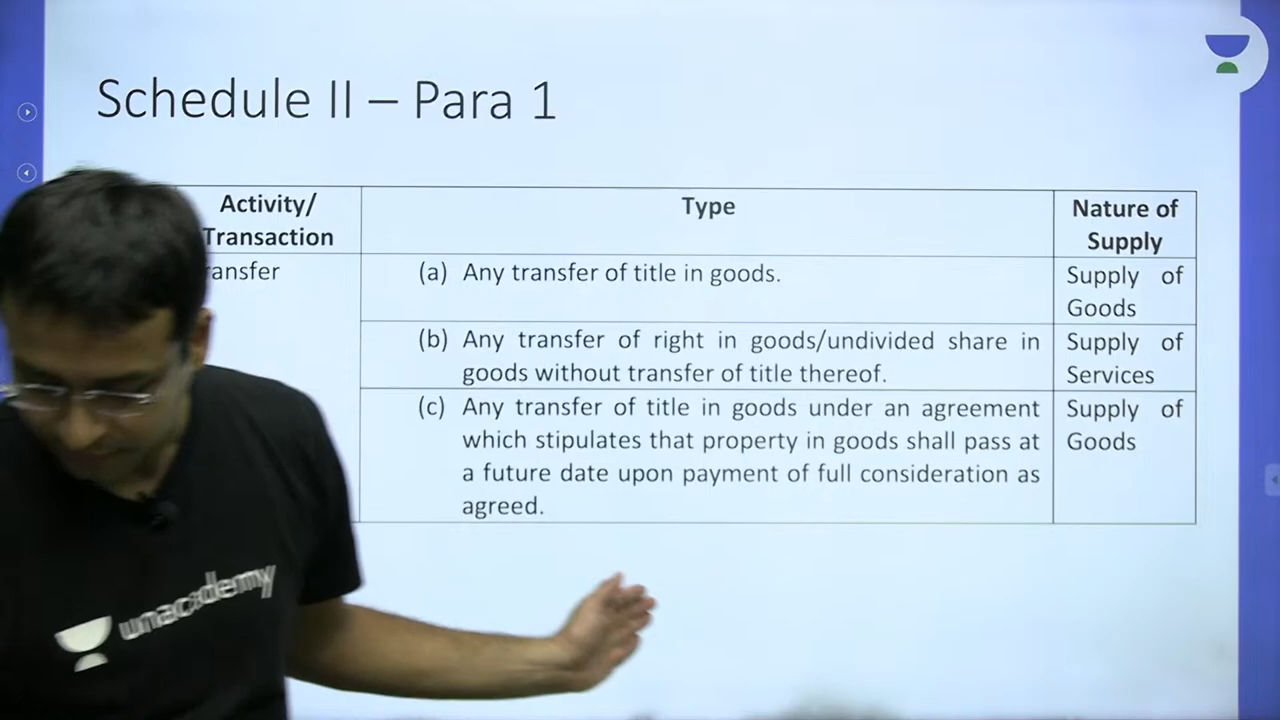 Schedule II – Para 1
Activity/
Transaction
Type
Nature of
Supply
ransfer
(a) Any transfer of title in goods.
Supply of
Goods
(b) Any transfer of right in goods/undivided share in
goods without transfer of title thereof.
Supply of
Services
(c) Any transfer of title in goods under an agreement
which stipulates that property in goods shall pass at
a future date upon payment of full consideration as
agreed.
Supply of
Goods
unacademy